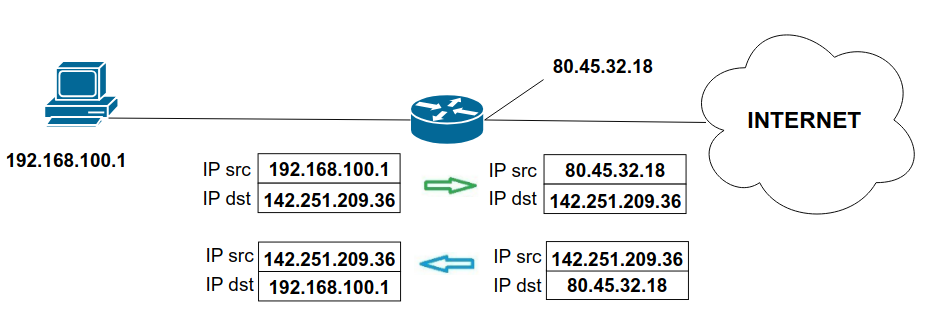 80.45.32.18
INTERNET
192.168.100.1
IP src 192.168.100.1
IP dst 142.251.209.36
IP src 80.45.32.18
IP dst 142.251.209.36
IP src 142.251.209.36
IP dst 192.168.100.1
IP src 142.251.209.36
IP dst 80.45.32.18